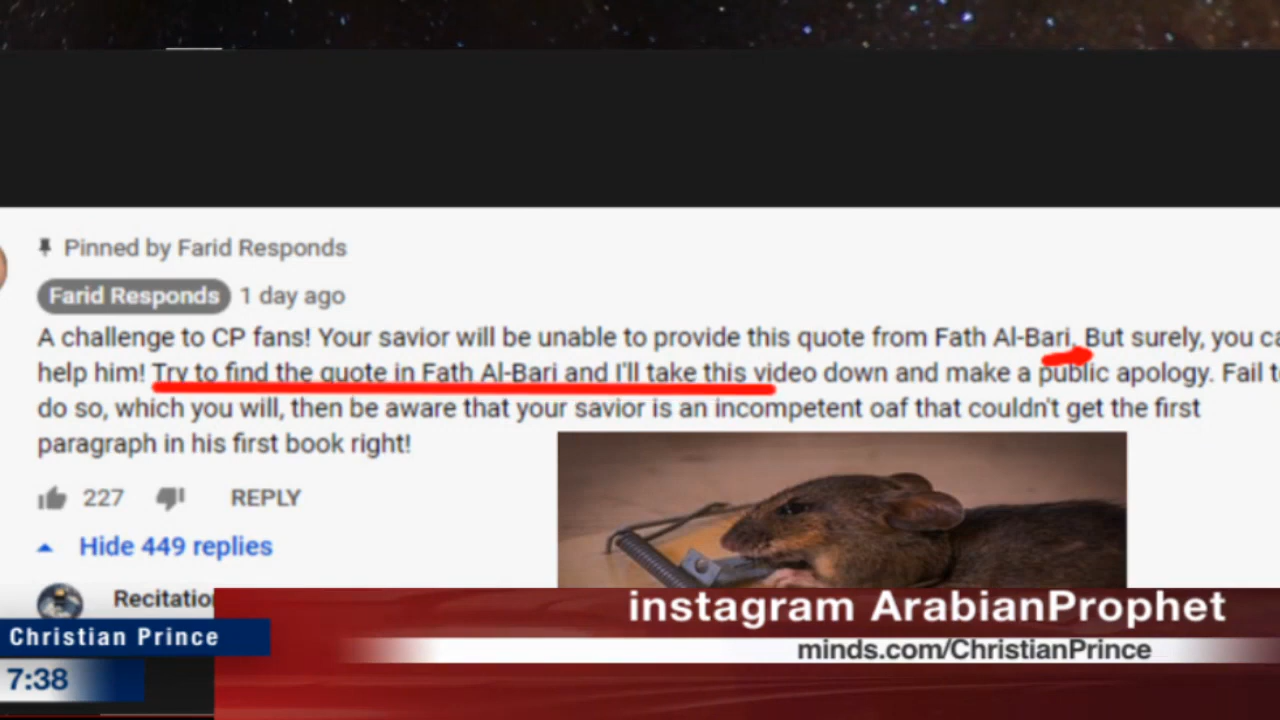 Pinned by Farid Responds
Farid Responds 1 day ago
A challenge to CP fans! Your savior will be unable to provide this quote from Fath Al-Bari. But surely, you
help him! Try to find the quote in Fath Al-Bari and I'll take this video down and make a public apology. Fail
do so, which you will, then be aware that your savior is an incompetent oaf that couldn't get the first
paragraph in his first book right!
227 REPLY
Hide 449 replies
instagram ArabianProphet
Christian Prince
minds.com/ChristianPrince
7:38